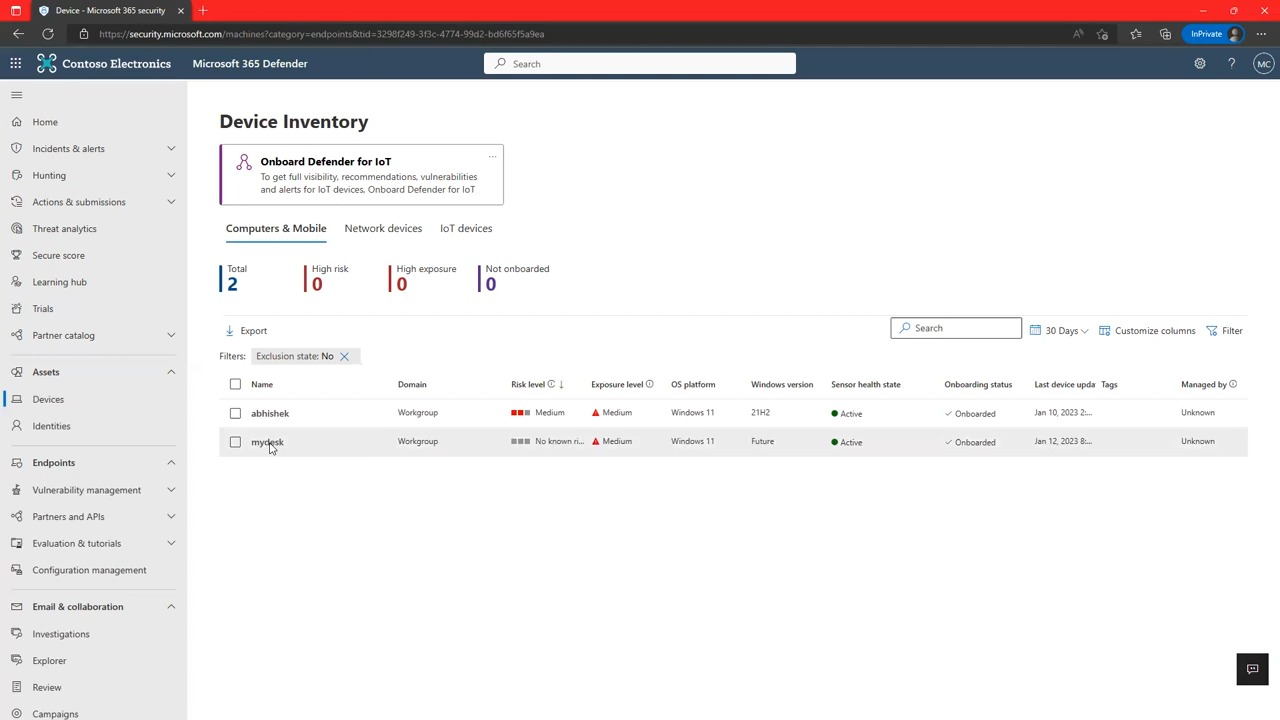 Device - Microsoft 365 security
https://security.microsoft.com/machines?category=endpoints&tid=3298f249-3f3c-4774-99d2-bd6f65f5a9ea
InPrivate
Contoso Electronics
Microsoft 365 Defender
Search
MC
Home
Incidents & alerts
Hunting
Actions & submissions
Threat analytics
Secure score
Learning hub
Trials
Partner catalog
Assets
Devices
Identities
Endpoints
Vulnerability management
Partners and APIs
Evaluation & tutorials
Configuration management
Email & collaboration
Investigations
Explorer
Review
Campaigns
Device Inventory
Onboard Defender for IoT
To get full visibility, recommendations, vulnerabilities
and alerts for IoT devices, Onboard Defender for IoT
Computers & Mobile Network devices IoT devices
Total High risk High exposure Not onboarded
2 0 0 0
Export Search 30 Days Customize columns Filter
Filters: Exclusion state: No
Name Domain Risk level Exposure level OS platform Windows version Sensor health state Onboarding status Last device upda Tags Managed by
abhishek Workgroup Medium Medium Windows 11 21H2 Active Onboarded Jan 10, 2023 2:... Unknown
mydesk Workgroup No known ri... Medium Windows 11 Future Active Onboarded Jan 12, 2023 8:... Unknown